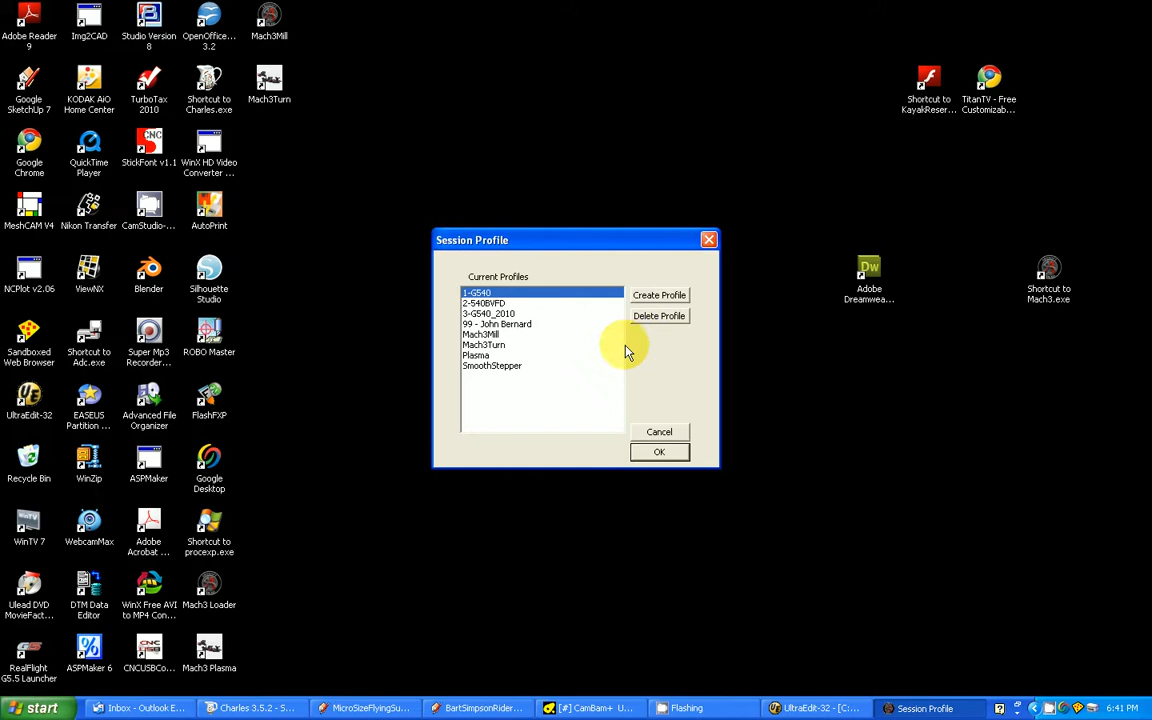 Adobe Reader 9
Img2CAD
Studio Version 8
OpenOffice... 3.2
Mach3Mill
Google SketchUp 7
KODAK AiO Home Center
TurboTax 2010
Shortcut to Charles.exe
Mach3Turn
Shortcut to KayakReser...
TitanTV - Free Customizab...
Google Chrome
QuickTime Player
StickFont v1.1
WinX HD Video Converter ...
MeshCAM V4
Nikon Transfer
CamStudio-...
AutoPrint
Session Profile
Current Profiles
1-G540
2-540BVFD
3-G540_2010
99 - John Bernard
Mach3Mill
Mach3Turn
Plasma
SmoothStepper
Create Profile
Delete Profile
Cancel
OK
NCPlot v2.06
ViewNX
Blender
Silhouette Studio
Adobe Dreamwea...
Shortcut to Mach3.exe
Sandboxed Web Browser
Shortcut to Adc.exe
Super Mp3 Recorder...
ROBO Master
UltraEdit-32
EASEUS Partition ...
Advanced File Organizer
FlashFXP
Recycle Bin
WinZip
ASPMaker
Google Desktop
WinTV 7
WebcamMax
Adobe Acrobat ...
Shortcut to procexp.exe
Ulead DVD MovieFact...
DTM Data Editor
WinX Free AVI to MP4 Con...
Mach3 Loader
RealFlight G5.5 Launcher
ASPMaker 6
CNCUSBCo...
Mach3 Plasma
start
Inbox - Outlook E...
Charles 3.5.2 - S...
MicroSizeFlyingSu...
BartSimpsonRider...
[#] CamBam+ U...
Flashing
UltraEdit-32 - [C:...
Session Profile
6:41 PM